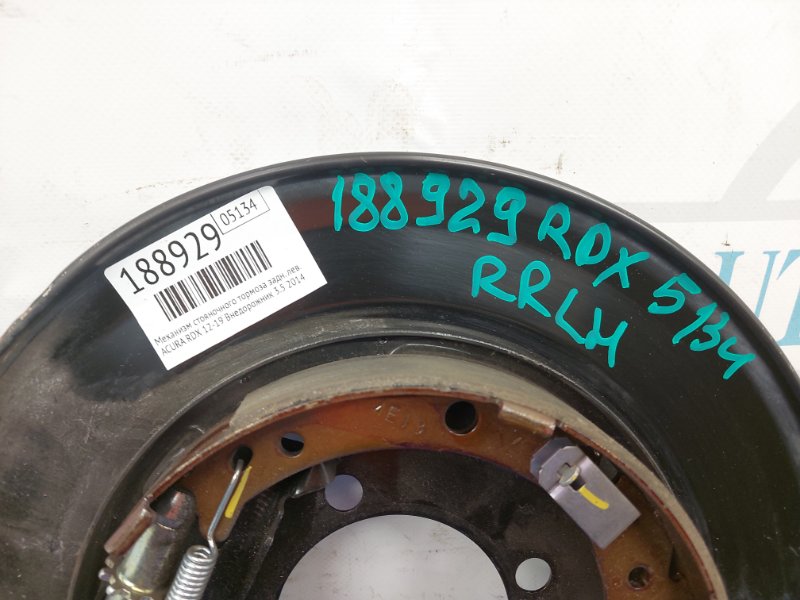 188929
05134
Механизм стояночного тормоза задн. лев.
ACURA RDX 12-19 Внедорожник 3.5 2014
188929 RDX 5134
RRLH